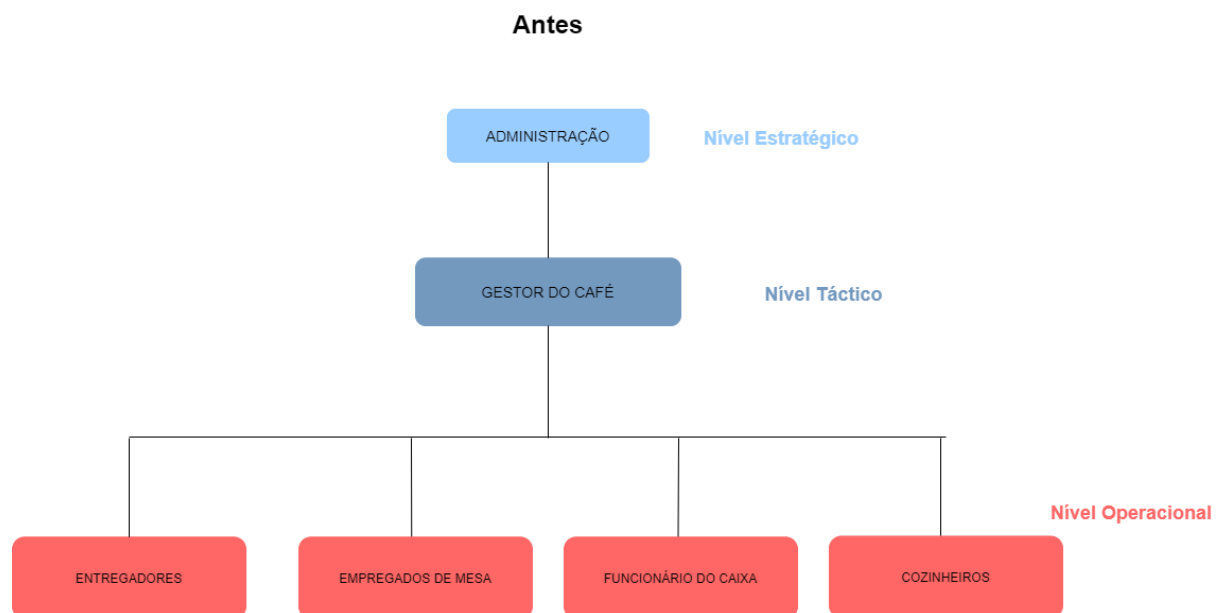 Antes
ADMINISTRAÇÃO
Nível Estratégico
GESTOR DO CAFÉ
Nível Táctico
Nível Operacional
ENTREGADORES
EMPREGADOS DE MESA
FUNCIONÁRIO DO CAIXA
COZINHEIROS